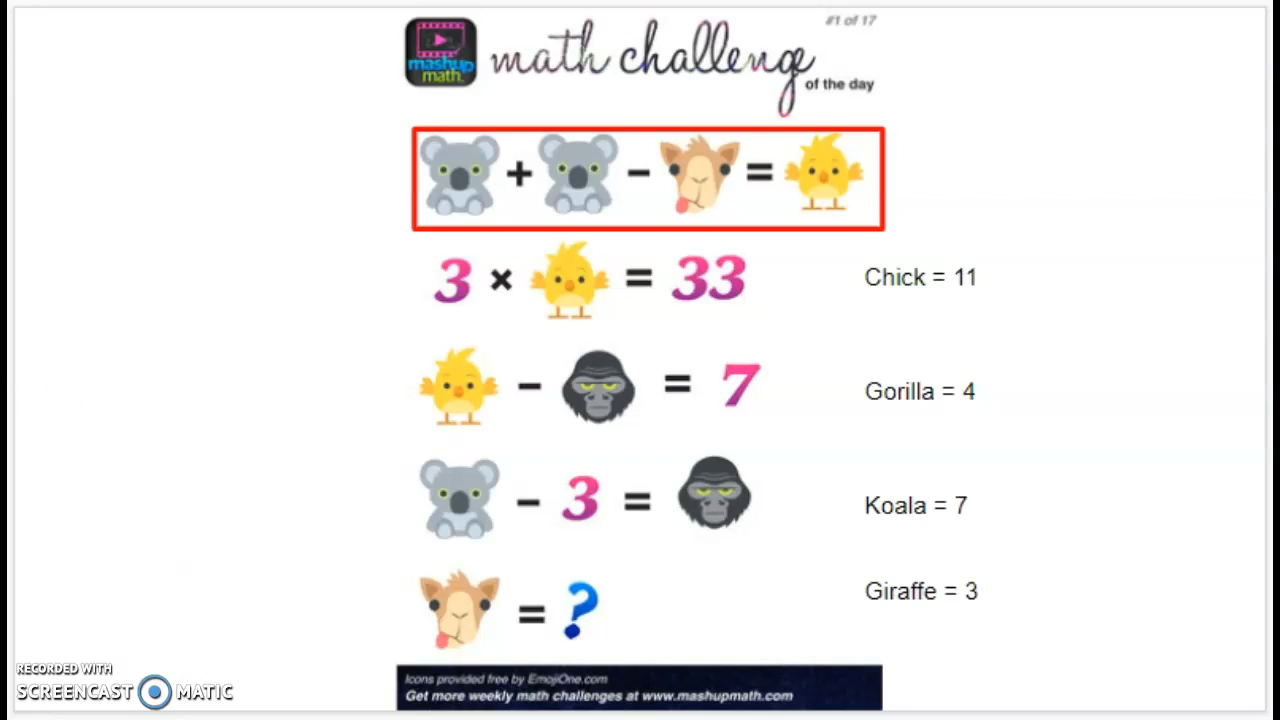 #1 of 17
mashup
math.
math challenge
of the day
+ - =
3 × = 33
Chick = 11
- = 7
Gorilla = 4
- 3 =
Koala = 7
= ?
Giraffe = 3
RECORDED WITH
SCREENCAST MATIC
Icons provided free by EmojiOne.com
Get more weekly math challenges at www.mashupmath.com